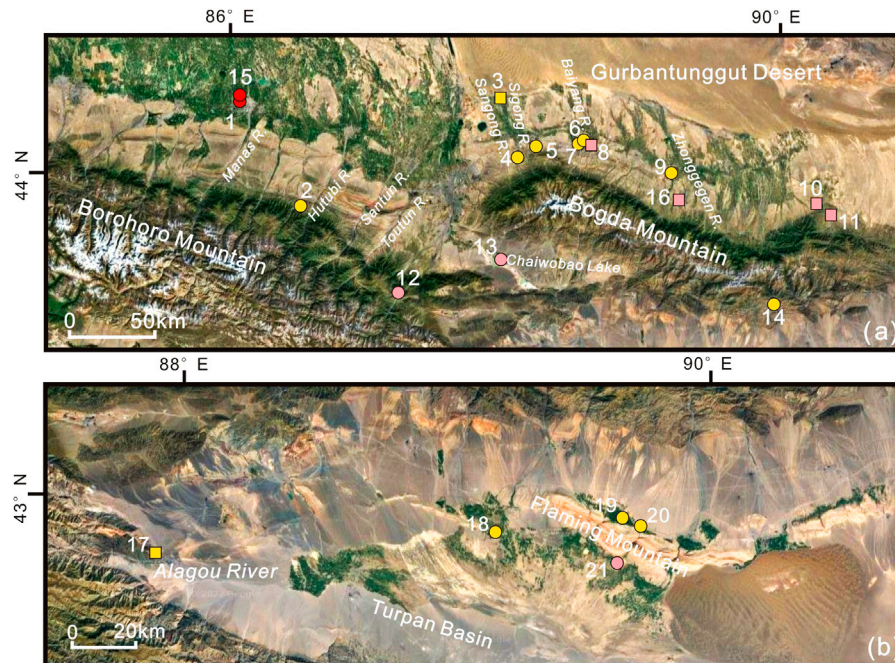 86° E
90° E
44° N
15
1
Manas R.
2
Hutubi R.
Santun R.
Toutun R.
Borohoro Mountain
3
Sangong R.
Sigong R.
Baiyang R.
Gurbantunggut Desert
4
5
6
7
8
9
Zhonggegen R.
16
10
11
Bogda Mountain
13
Chaiwobao Lake
12
14
0 50km
(a)
88° E
90° E
43° N
17
Alagou River
18
19
20
Flaming Mountain
21
Turpan Basin
0 20km
(b)